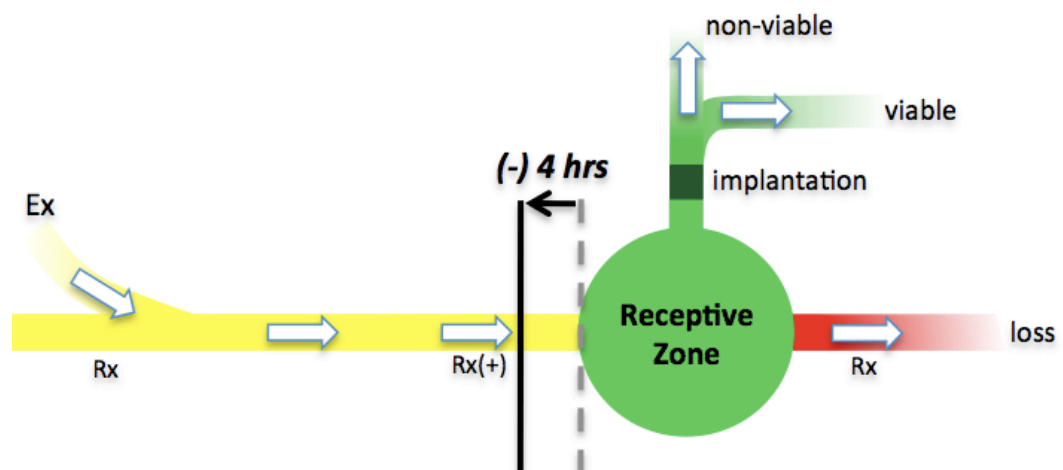 non-viable
viable
(-) 4 hrs
implantation
Ex
Receptive
Zone
loss
Rx
Rx(+)
Rx